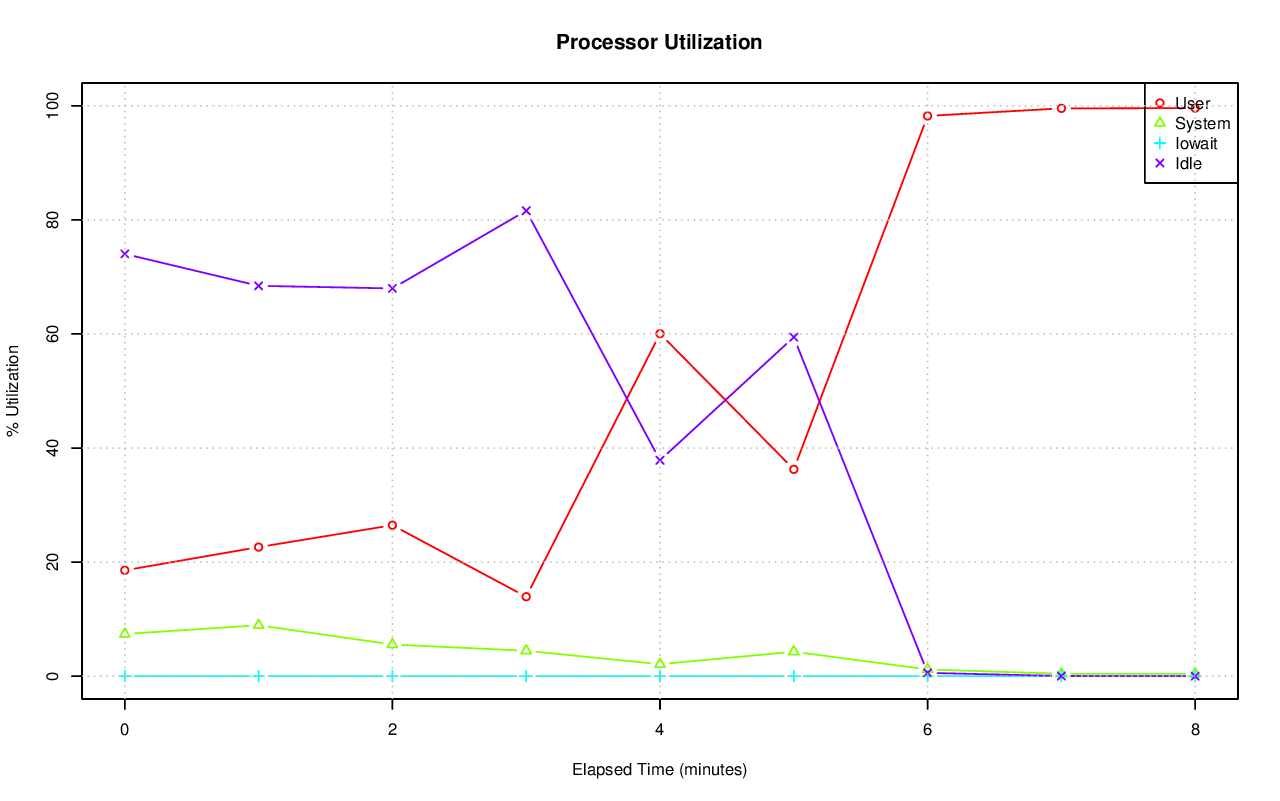 Processor Utilization
% Utilization
100
80
60
40
20
0
User
System
Iowait
Idle
0 2 4 6 8
Elapsed Time (minutes)